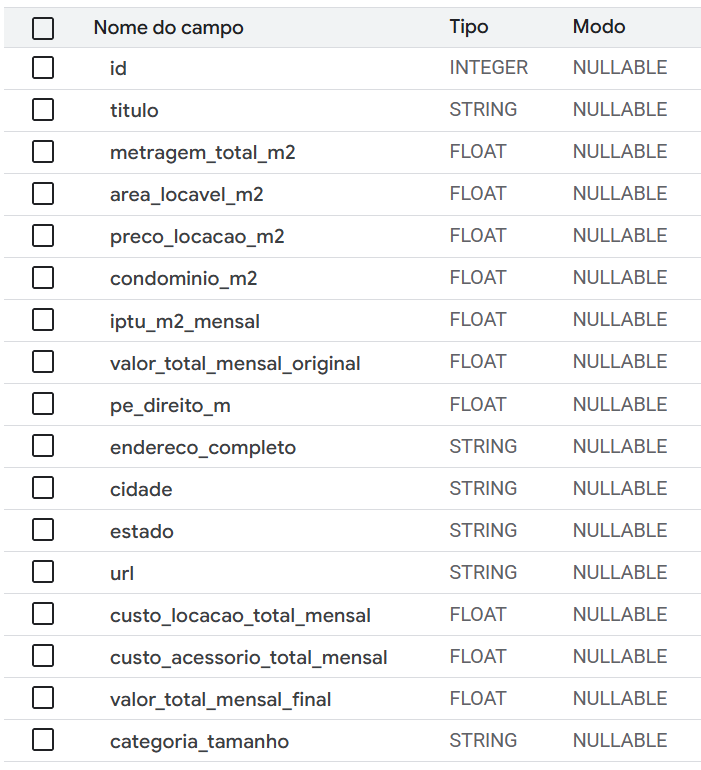 Nome do campo Tipo Modo
id INTEGER NULLABLE
titulo STRING NULLABLE
metragem_total_m2 FLOAT NULLABLE
area_locavel_m2 FLOAT NULLABLE
preco_locacao_m2 FLOAT NULLABLE
condominio_m2 FLOAT NULLABLE
iptu_m2_mensal FLOAT NULLABLE
valor_total_mensal_original FLOAT NULLABLE
pe_direito_m FLOAT NULLABLE
endereco_completo STRING NULLABLE
cidade STRING NULLABLE
estado STRING NULLABLE
url STRING NULLABLE
custo_locacao_total_mensal FLOAT NULLABLE
custo_acessorio_total_mensal FLOAT NULLABLE
valor_total_mensal_final FLOAT NULLABLE
categoria_tamanho STRING NULLABLE